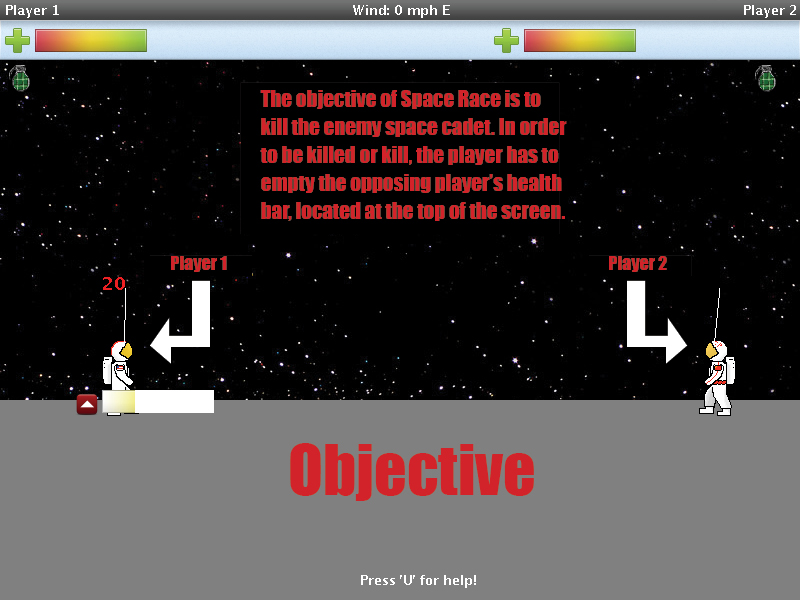 Player 1
Wind: 0 mph E
Player 2
The objective of Space Race is to
kill the enemy space cadet. In order
to be killed or kill, the player has to
empty the opposing player's health
bar, located at the top of the screen.
Player 1
Player 2
20
Objective
Press 'U' for help!